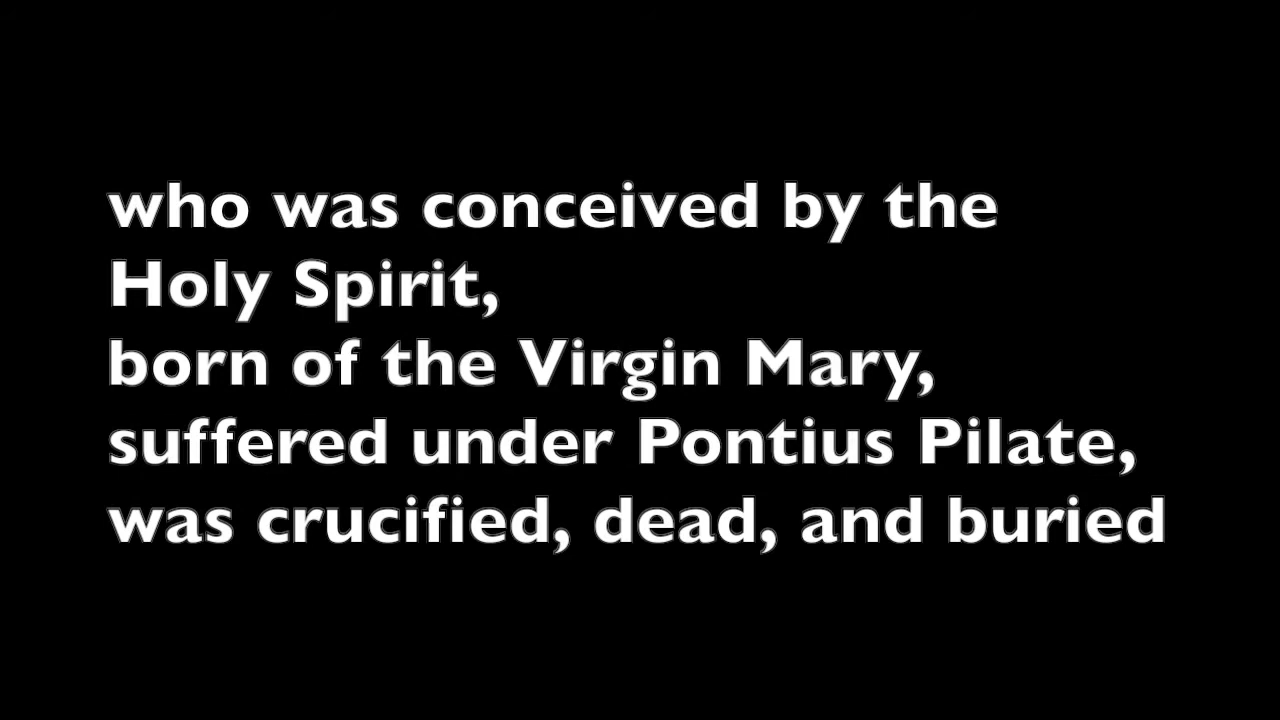 who was conceived by the
Holy Spirit,
born of the Virgin Mary,
suffered under Pontius Pilate,
was crucified, dead, and buried